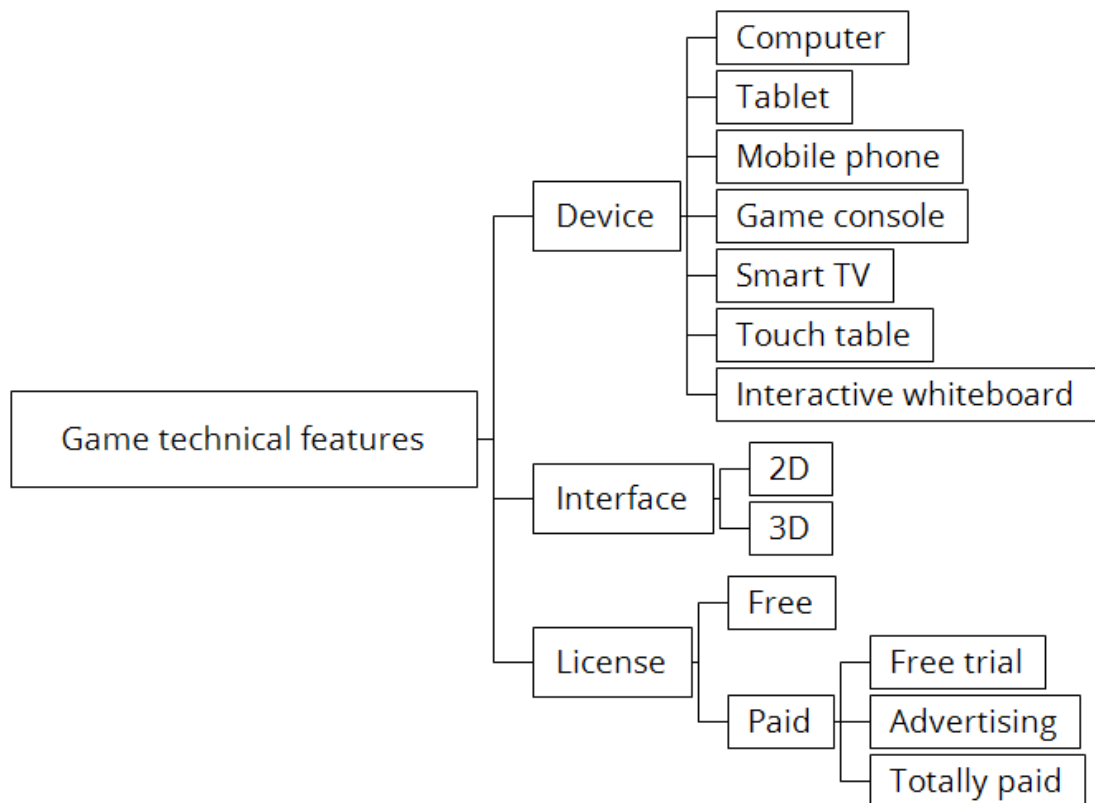 Game technical features
Device
Computer
Tablet
Mobile phone
Game console
Smart TV
Touch table
Interactive whiteboard
Interface
2D
3D
License
Free
Paid
Free trial
Advertising
Totally paid